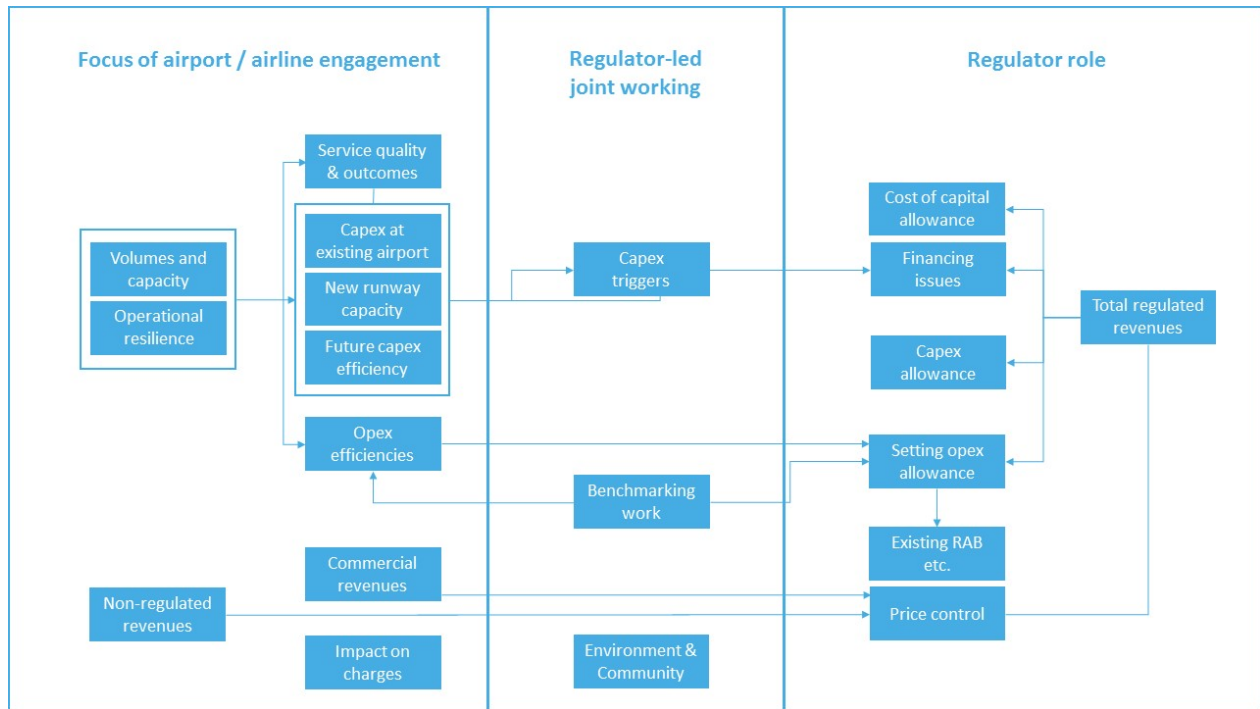 Focus of airport / airline engagement
Regulator-led
joint working
Regulator role
Service quality
& outcomes
Volumes and
capacity
Operational
resilience
Capex at
existing airport
New runway
capacity
Future capex
efficiency
Opex
efficiencies
Commercial
revenues
Non-regulated
revenues
Impact on
charges
Capex
triggers
Benchmarking
work
Environment &
Community
Cost of capital
allowance
Financing
issues
Capex
allowance
Setting opex
allowance
Existing RAB
etc.
Price control
Total regulated
revenues